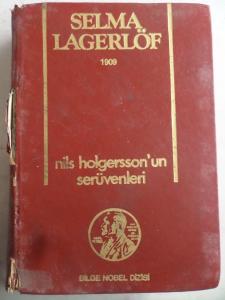 SELMA
LAGERLÖF
1909
nils holgersson'un
serüvenleri
BİLGE NOBEL DİZİSİ